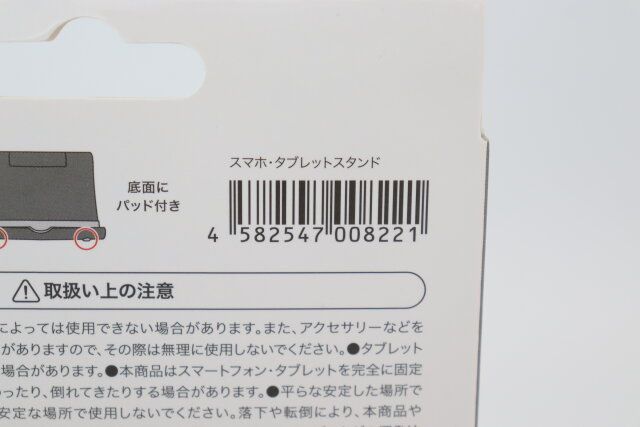 スマホ・タブレットスタンド
底面に
パッド付き
4 582547 008221
取扱い上の注意
によっては使用できない場合があります。また、アクセサリーなどを
がありますので、その際は無理に使用しないでください。●タブレット
場合があります。●本商品はスマートフォン・タブレットを完全に固定
ったり、倒れてきたりする場合があります。●平らな安定した場所で
安定な場所で使用しないでください。落下や転倒により、本商品や